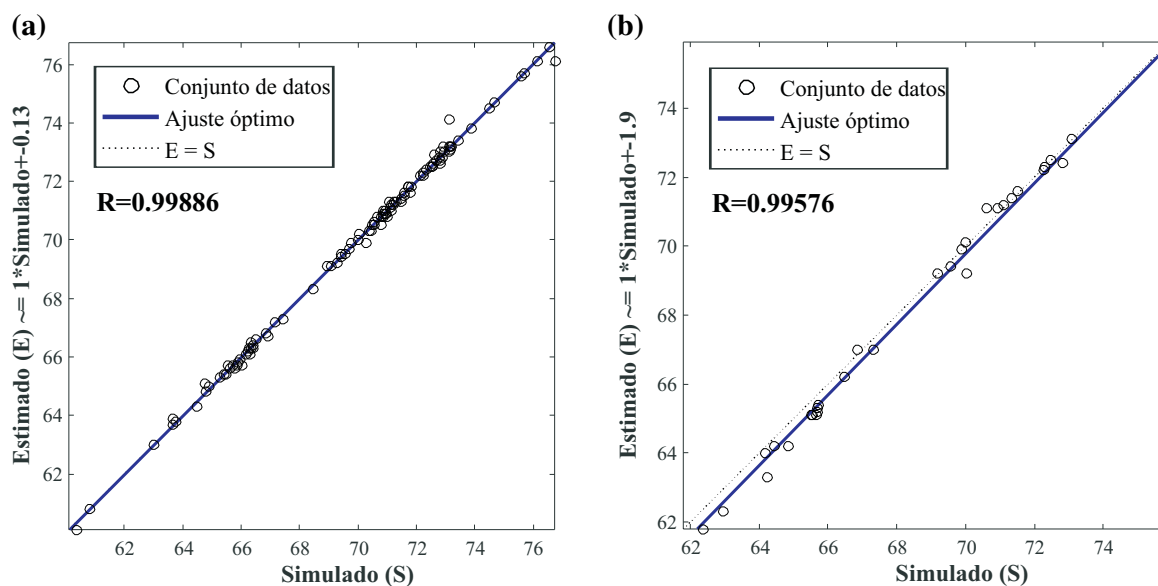 (a)
Estimado (E) ~= 1*Simulado+-0.13
76
74
72
70
68
66
64
62
Conjunto de datos
Ajuste óptimo
E = S
R=0.99886
62 64 66 68 70 72 74 76
Simulado (S)
(b)
Estimado (E) ~= 1*Simulado+-1.9
74
72
70
68
66
64
62
Conjunto de datos
Ajuste óptimo
E = S
R=0.99576
62 64 66 68 70 72 74
Simulado (S)